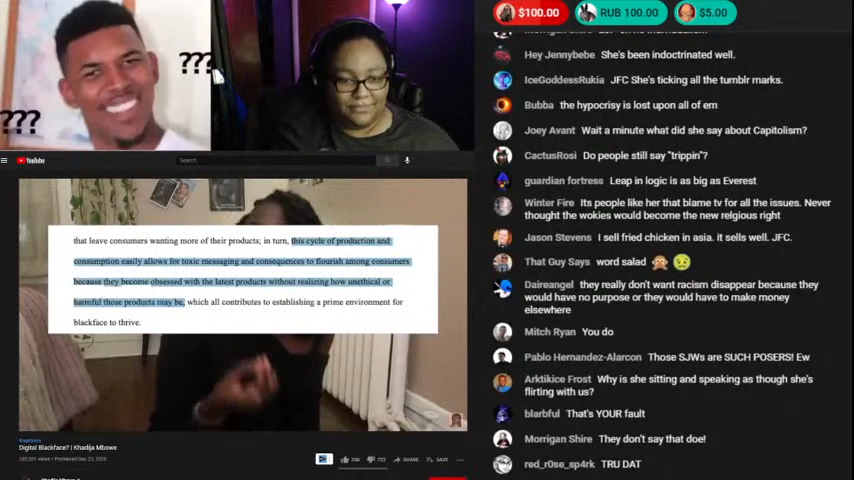 $100.00
RUB 100.00
$5.00
???
???
Hey Jennybebe She's been indoctrinated well.
IceGoddessRukia JFC She's ticking all the tumblr marks.
Bubba the hypocrisy is lost upon all of em
Joey Avant Wait a minute what did she say about Capitolism?
CactusRosi Do people still say "trippin"?
guardian fortress Leap in logic is as big as Everest
Winter Fire Its people like her that blame tv for all the issues. Never
thought the wokies would become the new relgious right
Jason Stevens I sell fried chicken in asia. it sells well. JFC.
That Guy Says word salad 🙊🤢
Daireangel they really don't want racism disappear because they
would have no purpose or they would have to make money
elsewhere
Mitch Ryan You do
Pablo Hernandez-Alarcon Those SJWs are SUCH POSERS! Ew
Arktikice Frost Why is she sitting and speaking as though she's
flirting with us?
blarbful That's YOUR fault
Morrigan Shire They don't say that doe!
red_r0se_sp4rk TRU DAT
YouTube
Search
that leave consumers wanting more of their products; in turn, this cycle of production and
consumption easily allows for toxic messaging and consequences to flourish among consumers
because they become obsessed with the latest products without realizing how unethical or
harmful those products may be, which all contributes to establishing a prime environment for
blackface to thrive.
Digital Blackface? | Khadija Mbowe
SHARE
SAVE